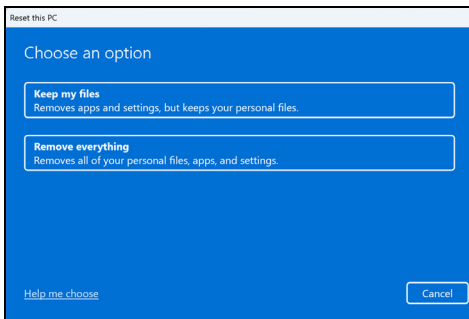 Reset this PC
Choose an option
Keep my files
Removes apps and settings, but keeps your personal files.
Remove everything
Removes all of your personal files, apps, and settings.
Help me choose
Cancel